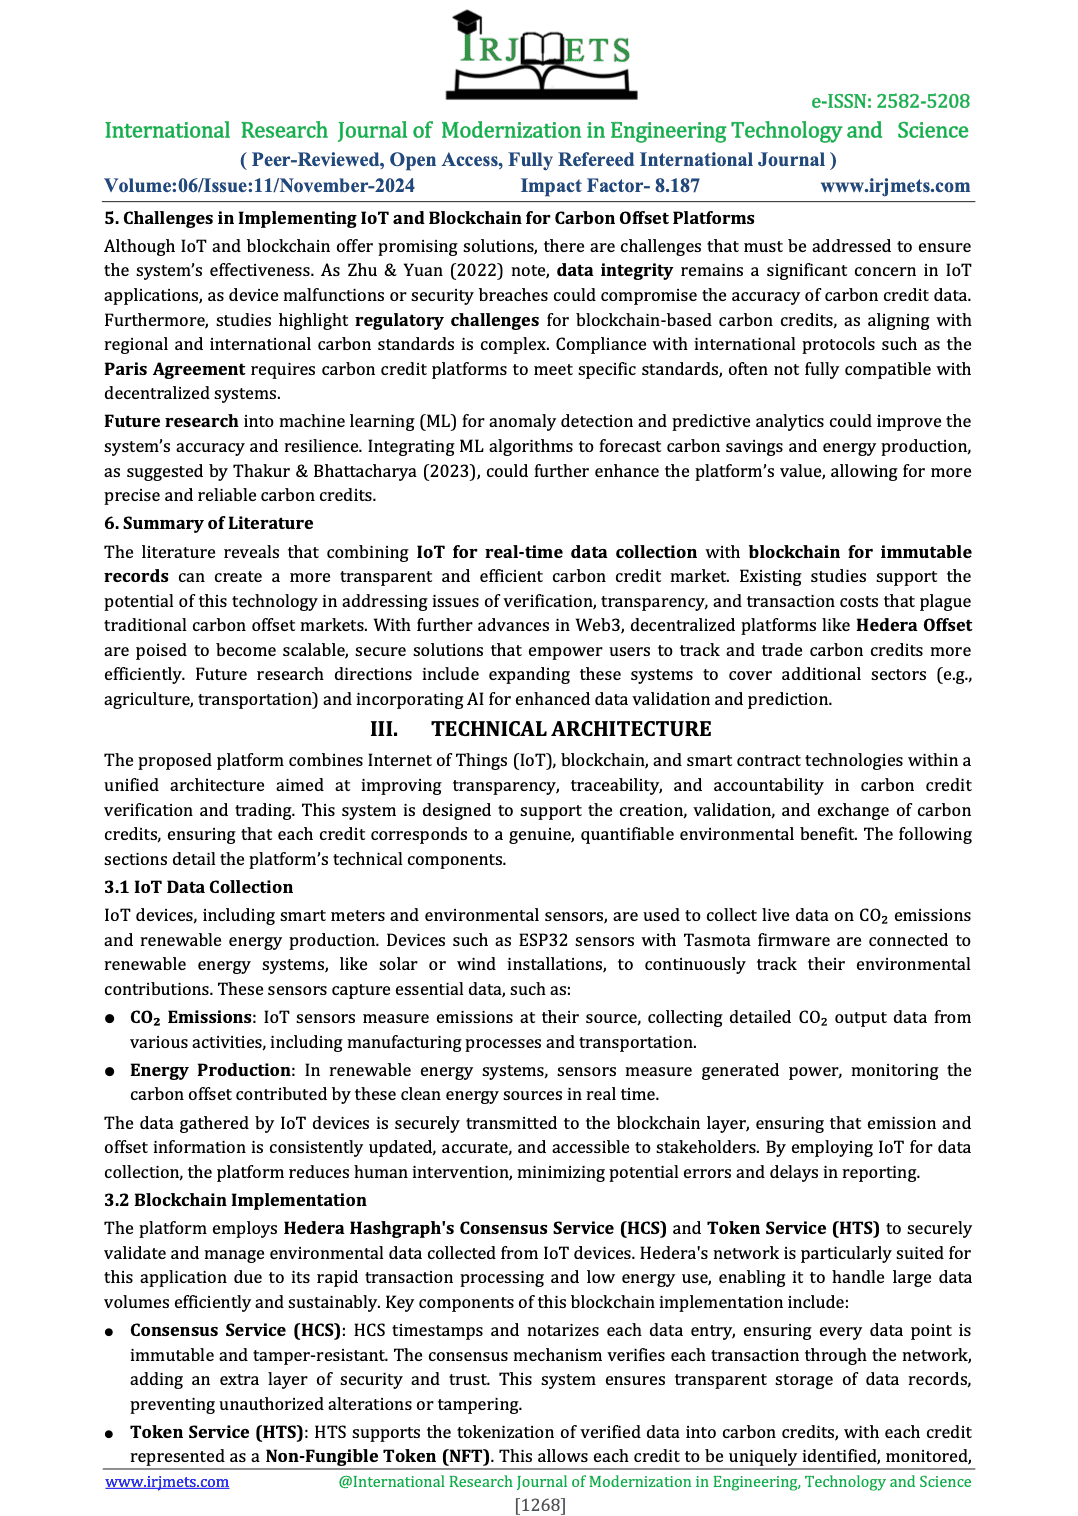 IRJMETS
e-ISSN: 2582-5208
International Research Journal of Modernization in Engineering Technology and Science
( Peer-Reviewed, Open Access, Fully Refereed International Journal )
Volume:06/Issue:11/November-2024 Impact Factor- 8.187 www.irjmets.com
5. Challenges in Implementing IoT and Blockchain for Carbon Offset Platforms
Although IoT and blockchain offer promising solutions, there are challenges that must be addressed to ensure
the system's effectiveness. As Zhu & Yuan (2022) note, data integrity remains a significant concern in IoT
applications, as device malfunctions or security breaches could compromise the accuracy of carbon credit data.
Furthermore, studies highlight regulatory challenges for blockchain-based carbon credits, as aligning with
regional and international carbon standards is complex. Compliance with international protocols such as the
Paris Agreement requires carbon credit platforms to meet specific standards, often not fully compatible with
decentralized systems.
Future research into machine learning (ML) for anomaly detection and predictive analytics could improve the
system's accuracy and resilience. Integrating ML algorithms to forecast carbon savings and energy production,
as suggested by Thakur & Bhattacharya (2023), could further enhance the platform's value, allowing for more
precise and reliable carbon credits.
6. Summary of Literature
The literature reveals that combining IoT for real-time data collection with blockchain for immutable
records can create a more transparent and efficient carbon credit market. Existing studies support the
potential of this technology in addressing issues of verification, transparency, and transaction costs that plague
traditional carbon offset markets. With further advances in Web3, decentralized platforms like Hedera Offset
are poised to become scalable, secure solutions that empower users to track and trade carbon credits more
efficiently. Future research directions include expanding these systems to cover additional sectors (e.g.,
agriculture, transportation) and incorporating AI for enhanced data validation and prediction.
III. TECHNICAL ARCHITECTURE
The proposed platform combines Internet of Things (IoT), blockchain, and smart contract technologies within a
unified architecture aimed at improving transparency, traceability, and accountability in carbon credit
verification and trading. This system is designed to support the creation, validation, and exchange of carbon
credits, ensuring that each credit corresponds to a genuine, quantifiable environmental benefit. The following
sections detail the platform's technical components.
3.1 IoT Data Collection
IoT devices, including smart meters and environmental sensors, are used to collect live data on CO₂ emissions
and renewable energy production. Devices such as ESP32 sensors with Tasmota firmware are connected to
renewable energy systems, like solar or wind installations, to continuously track their environmental
contributions. These sensors capture essential data, such as:
● CO₂ Emissions: IoT sensors measure emissions at their source, collecting detailed CO₂ output data from
various activities, including manufacturing processes and transportation.
● Energy Production: In renewable energy systems, sensors measure generated power, monitoring the
carbon offset contributed by these clean energy sources in real time.
The data gathered by IoT devices is securely transmitted to the blockchain layer, ensuring that emission and
offset information is consistently updated, accurate, and accessible to stakeholders. By employing IoT for data
collection, the platform reduces human intervention, minimizing potential errors and delays in reporting.
3.2 Blockchain Implementation
The platform employs Hedera Hashgraph's Consensus Service (HCS) and Token Service (HTS) to securely
validate and manage environmental data collected from IoT devices. Hedera's network is particularly suited for
this application due to its rapid transaction processing and low energy use, enabling it to handle large data
volumes efficiently and sustainably. Key components of this blockchain implementation include:
● Consensus Service (HCS): HCS timestamps and notarizes each data entry, ensuring every data point is
immutable and tamper-resistant. The consensus mechanism verifies each transaction through the network,
adding an extra layer of security and trust. This system ensures transparent storage of data records,
preventing unauthorized alterations or tampering.
● Token Service (HTS): HTS supports the tokenization of verified data into carbon credits, with each credit
represented as a Non-Fungible Token (NFT). This allows each credit to be uniquely identified, monitored,
www.irjmets.com @International Research Journal of Modernization in Engineering, Technology and Science
[1268]